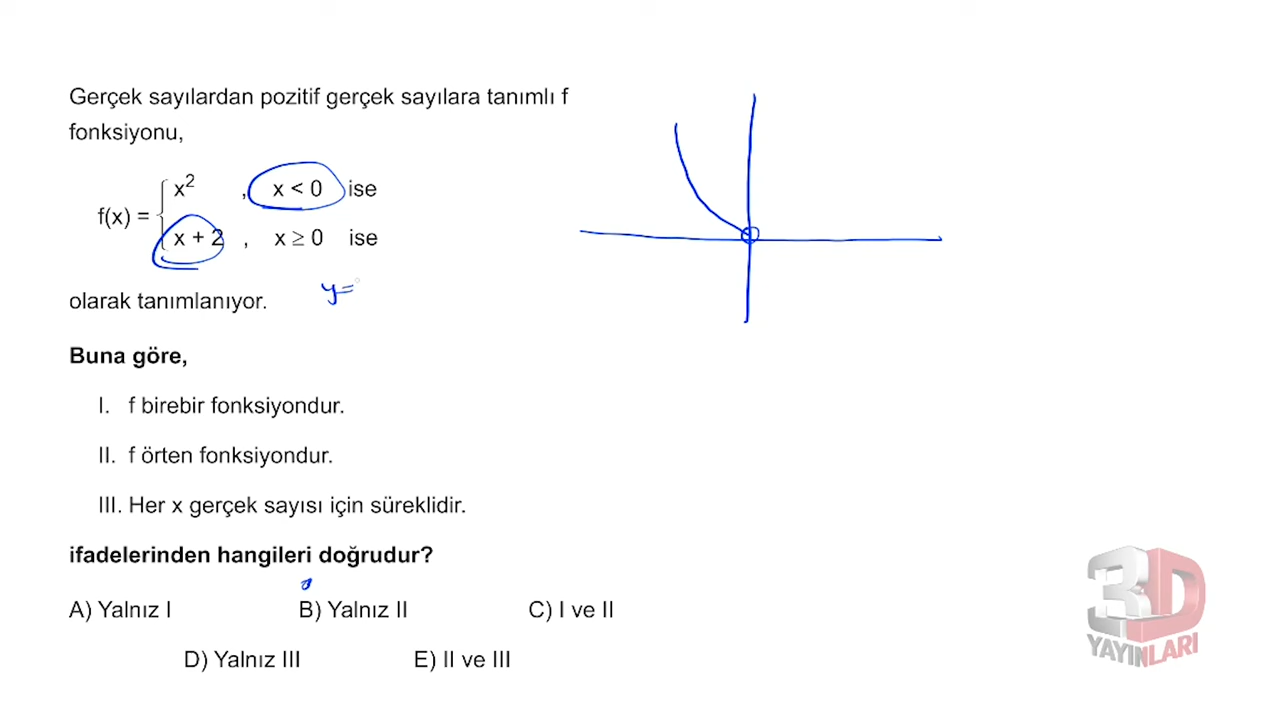 Gerçek sayılardan pozitif gerçek sayılara tanımlı f
fonksiyonu,
x², x < 0 ise
f(x) =
x + 2, x ≥ 0 ise
y=
olarak tanımlanıyor.
Buna göre,
I. f birebir fonksiyondur.
II. f örten fonksiyondur.
III. Her x gerçek sayısı için süreklidir.
ifadelerinden hangileri doğrudur?
A) Yalnız I B) Yalnız II C) I ve II
D) Yalnız III E) II ve III
3D
YAYINLARI